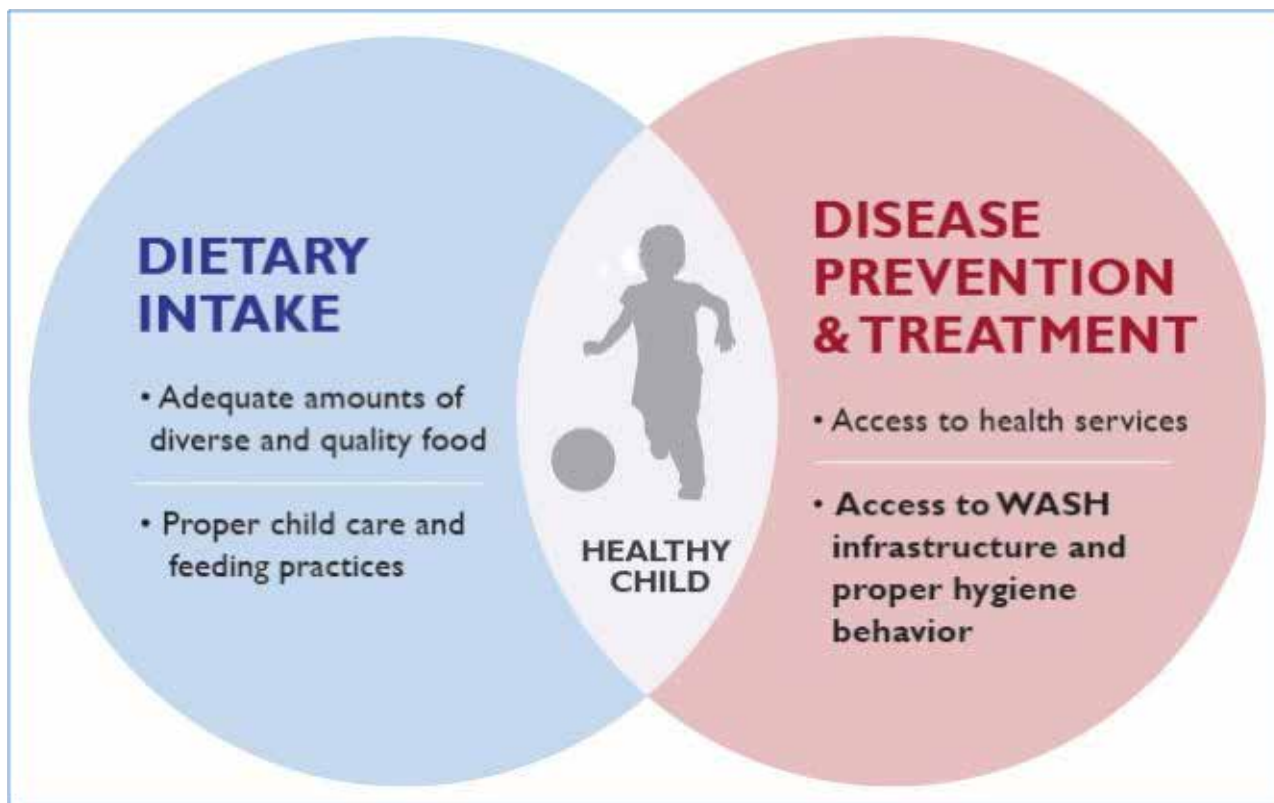 DIETARY
INTAKE
• Adequate amounts of
diverse and quality food
• Proper child care and
feeding practices
HEALTHY
CHILD
DISEASE
PREVENTION
& TREATMENT
• Access to health services
• Access to WASH
infrastructure and
proper hygiene
behavior